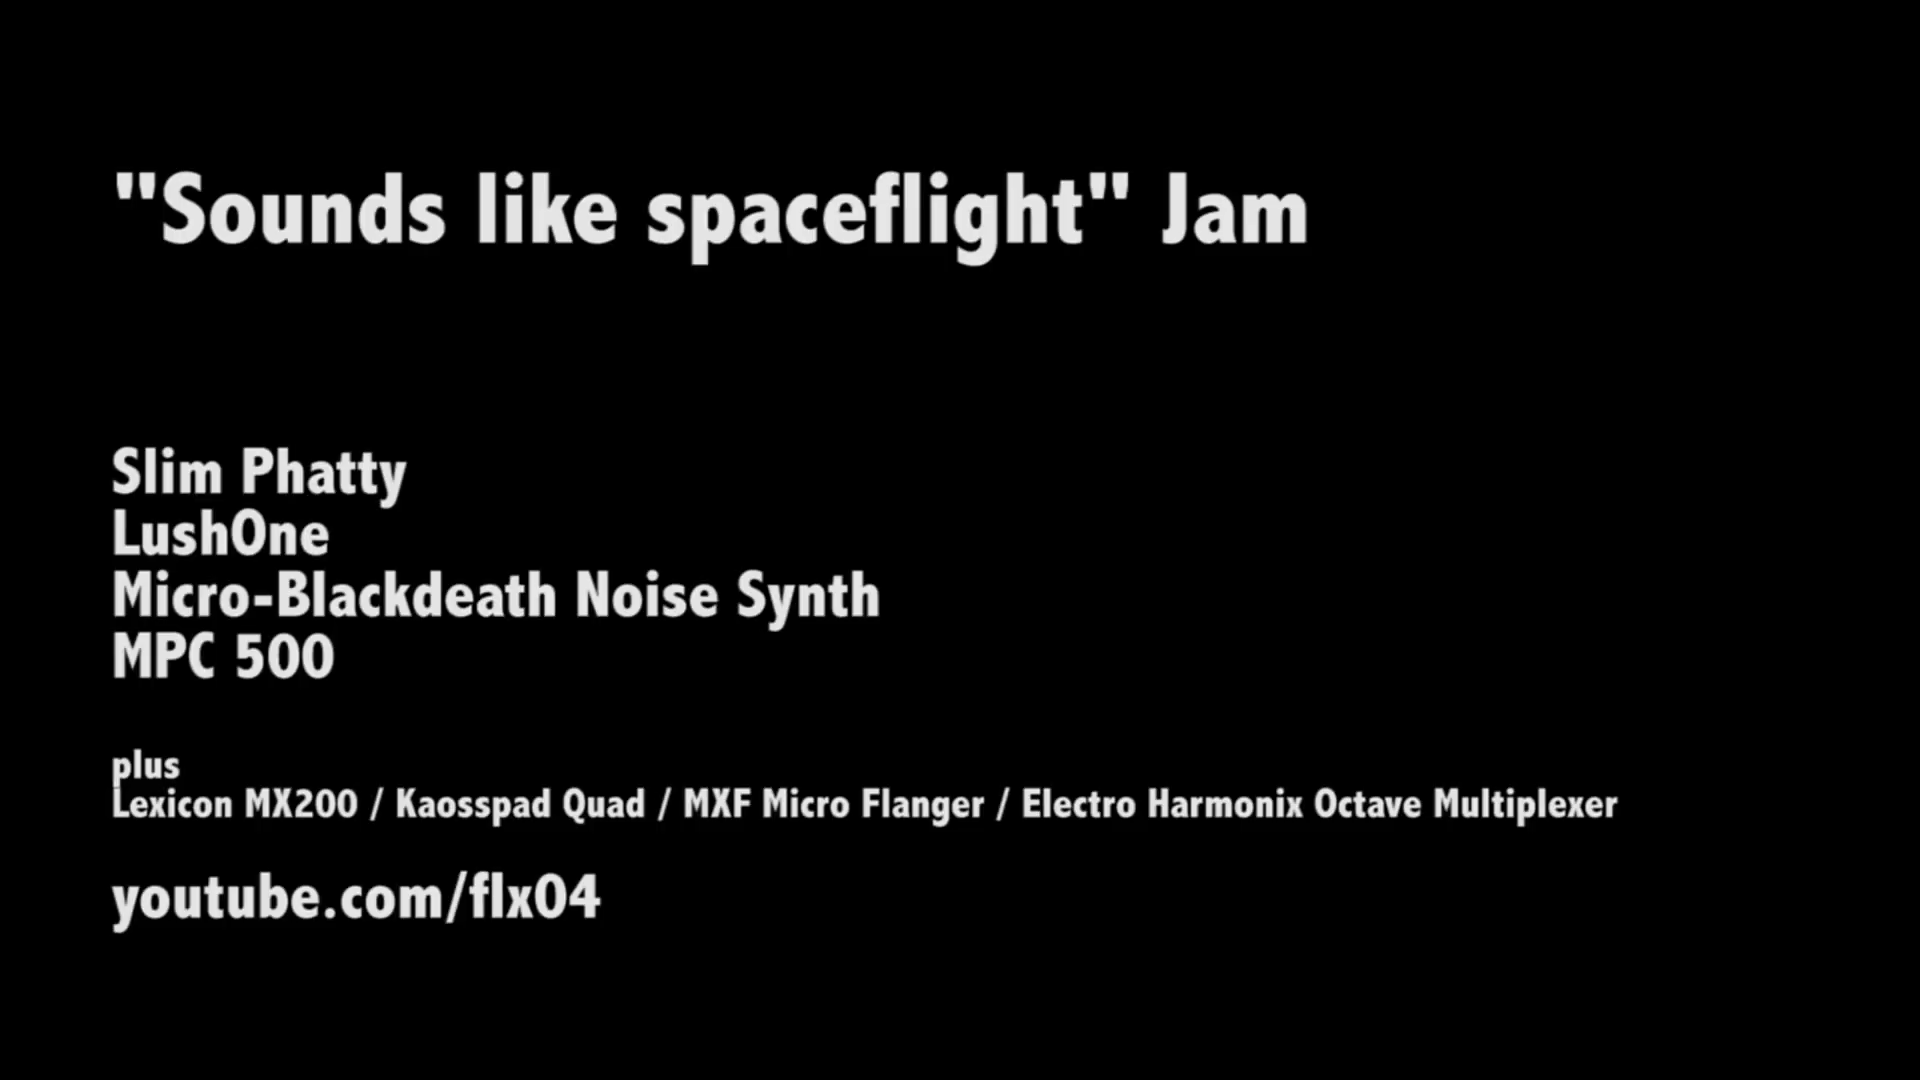 "Sounds like spaceflight" Jam
Slim Phatty
LushOne
Micro-Blackdeath Noise Synth
MPC 500
plus
Lexicon MX200 / Kaosspad Quad / MXF Micro Flanger / Electro Harmonix Octave Multiplexer
youtube.com/flx04